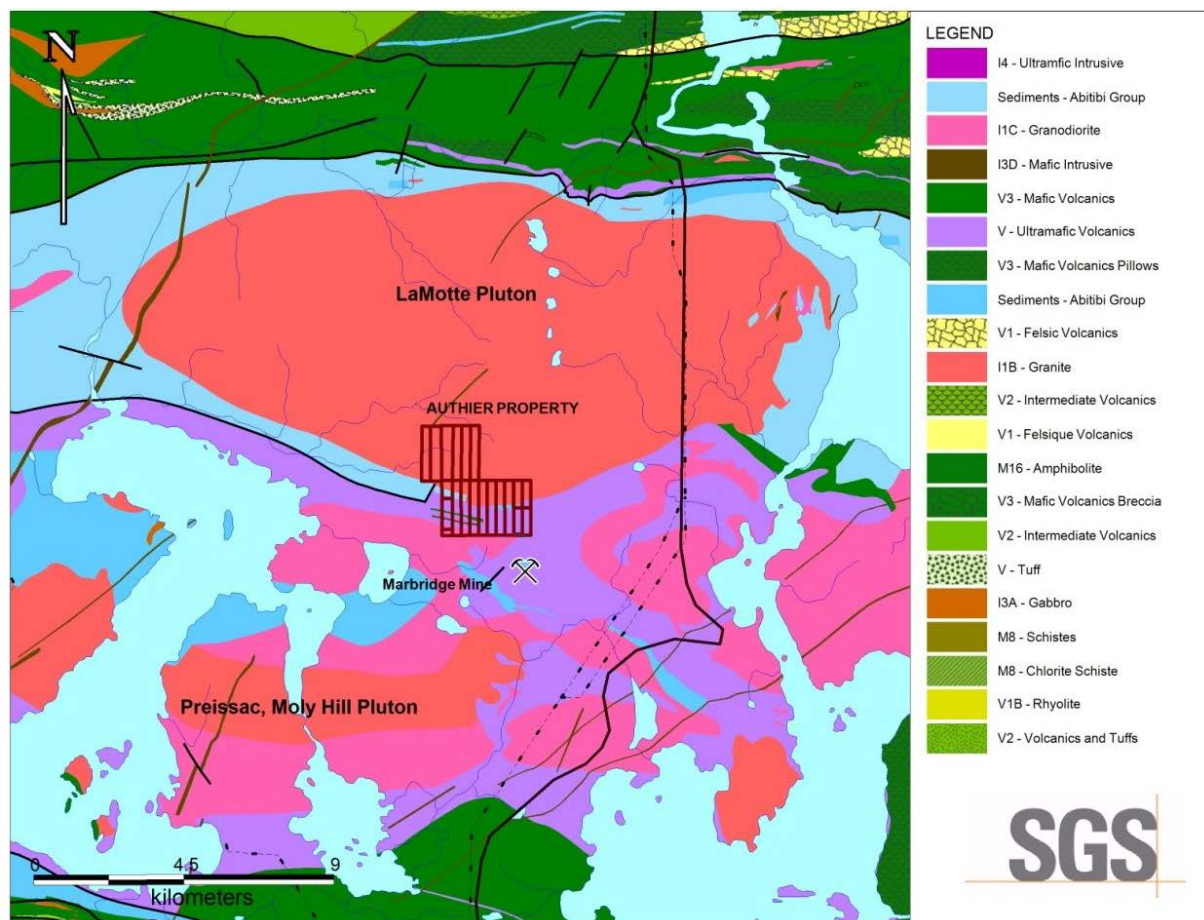 N
LaMotte Pluton
AUTHIER PROPERTY
Marbridge Mine
Preissac, Moly Hill Pluton
0 4.5 9
kilometers
LEGEND
I4 - Ultramfic Intrusive
Sediments - Abitibi Group
I1C - Granodiorite
I3D - Mafic Intrusive
V3 - Mafic Volcanics
V - Ultramafic Volcanics
V3 - Mafic Volcanics Pillows
Sediments - Abitibi Group
V1 - Felsic Volcanics
I1B - Granite
V2 - Intermediate Volcanics
V1 - Felsique Volcanics
M16 - Amphibolite
V3 - Mafic Volcanics Breccia
V2 - Intermediate Volcanics
V - Tuff
I3A - Gabbro
M8 - Schistes
M8 - Chlorite Schiste
V1B - Rhyolite
V2 - Volcanics and Tuffs
SGS